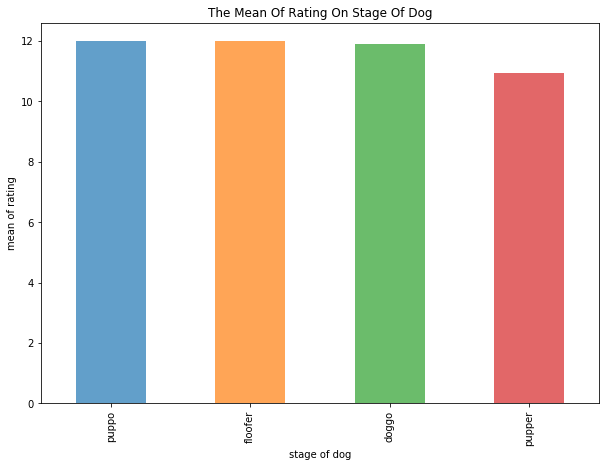 The Mean Of Rating On Stage Of Dog
mean of rating
12
10
8
6
4
2
0
puppo
floofer
doggo
pupper
stage of dog